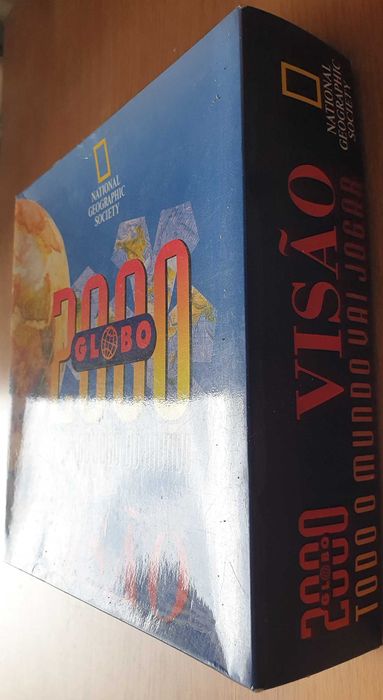 NATIONAL
GEOGRAPHIC
SOCIETY
2000
GLOBO
NATIONAL
GEOGRAPHIC
SOCIETY
VISÃO
2000
GLOBO
TODO O MUNDO VAI JOGAR